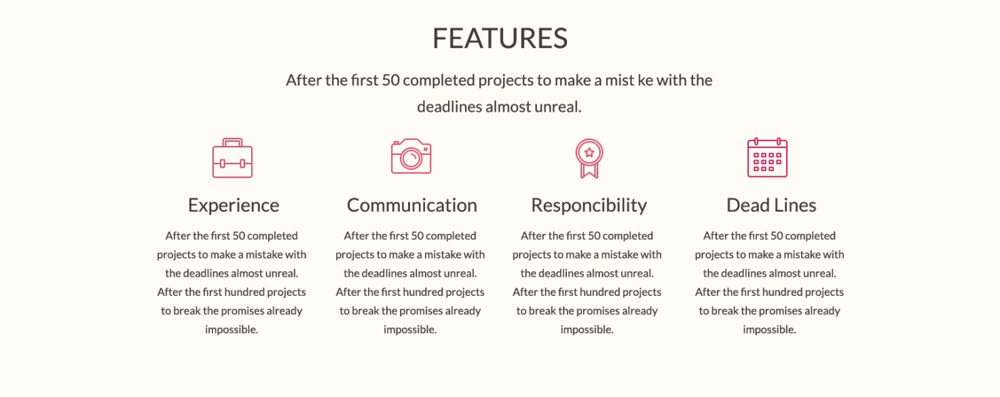 FEATURES
After the first 50 completed projects to make a mist ke with the
deadlines almost unreal.
Experience
After the first 50 completed
projects to make a mistake with
the deadlines almost unreal.
After the first hundred projects
to break the promises already
impossible.
Communication
After the first 50 completed
projects to make a mistake with
the deadlines almost unreal.
After the first hundred projects
to break the promises already
impossible.
Responcibility
After the first 50 completed
projects to make a mistake with
the deadlines almost unreal.
After the first hundred projects
to break the promises already
impossible.
Dead Lines
After the first 50 completed
projects to make a mistake with
the deadlines almost unreal.
After the first hundred projects
to break the promises already
impossible.